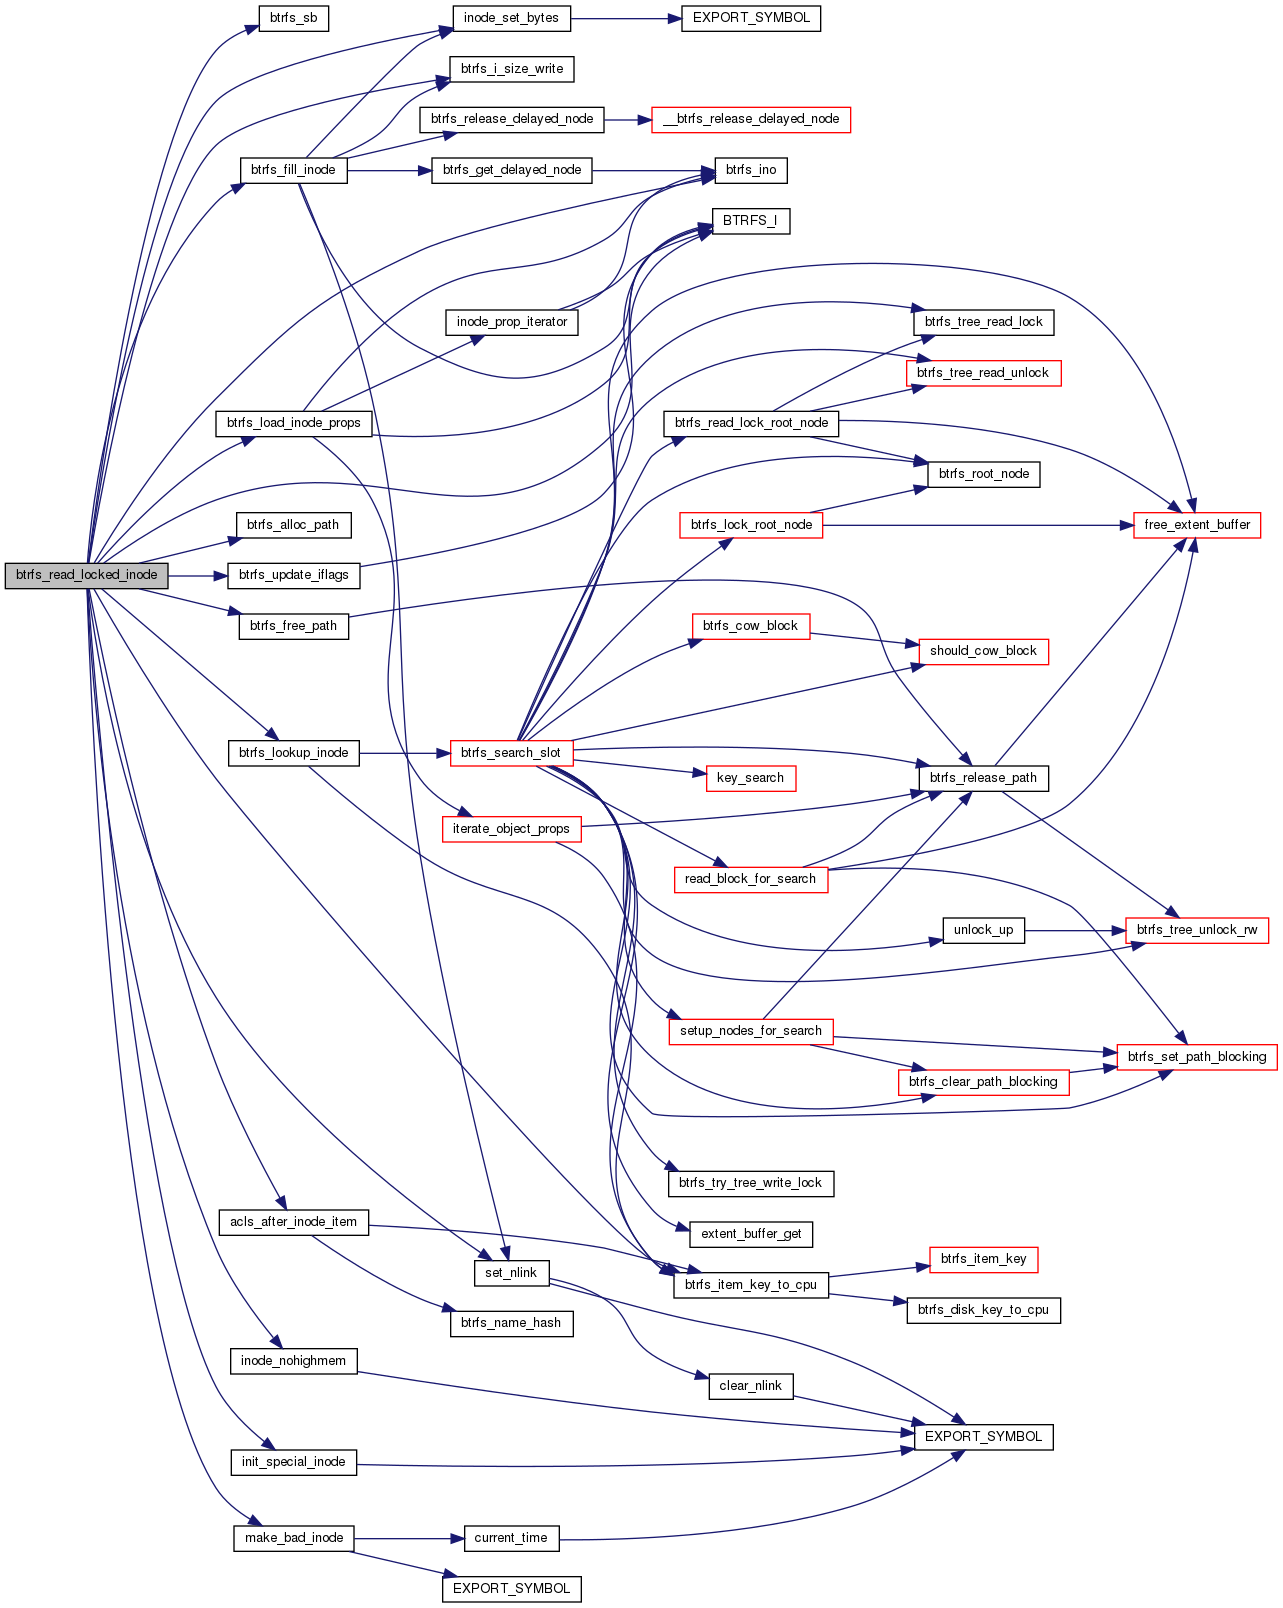 btrfs_sb
inode_set_bytes
EXPORT_SYMBOL
btrfs_i_size_write
btrfs_release_delayed_node
__btrfs_release_delayed_node
btrfs_fill_inode
btrfs_get_delayed_node
btrfs_ino
BTRFS_I
inode_prop_iterator
btrfs_tree_read_lock
btrfs_tree_read_unlock
btrfs_load_inode_props
btrfs_read_lock_root_node
btrfs_root_node
btrfs_alloc_path
btrfs_lock_root_node
free_extent_buffer
btrfs_read_locked_inode
btrfs_update_iflags
btrfs_free_path
btrfs_cow_block
should_cow_block
btrfs_lookup_inode
btrfs_search_slot
key_search
btrfs_release_path
iterate_object_props
read_block_for_search
unlock_up
btrfs_tree_unlock_rw
setup_nodes_for_search
btrfs_set_path_blocking
btrfs_clear_path_blocking
btrfs_try_tree_write_lock
acls_after_inode_item
extent_buffer_get
btrfs_item_key
set_nlink
btrfs_item_key_to_cpu
btrfs_disk_key_to_cpu
btrfs_name_hash
inode_nohighmem
clear_nlink
EXPORT_SYMBOL
init_special_inode
make_bad_inode
current_time
EXPORT_SYMBOL